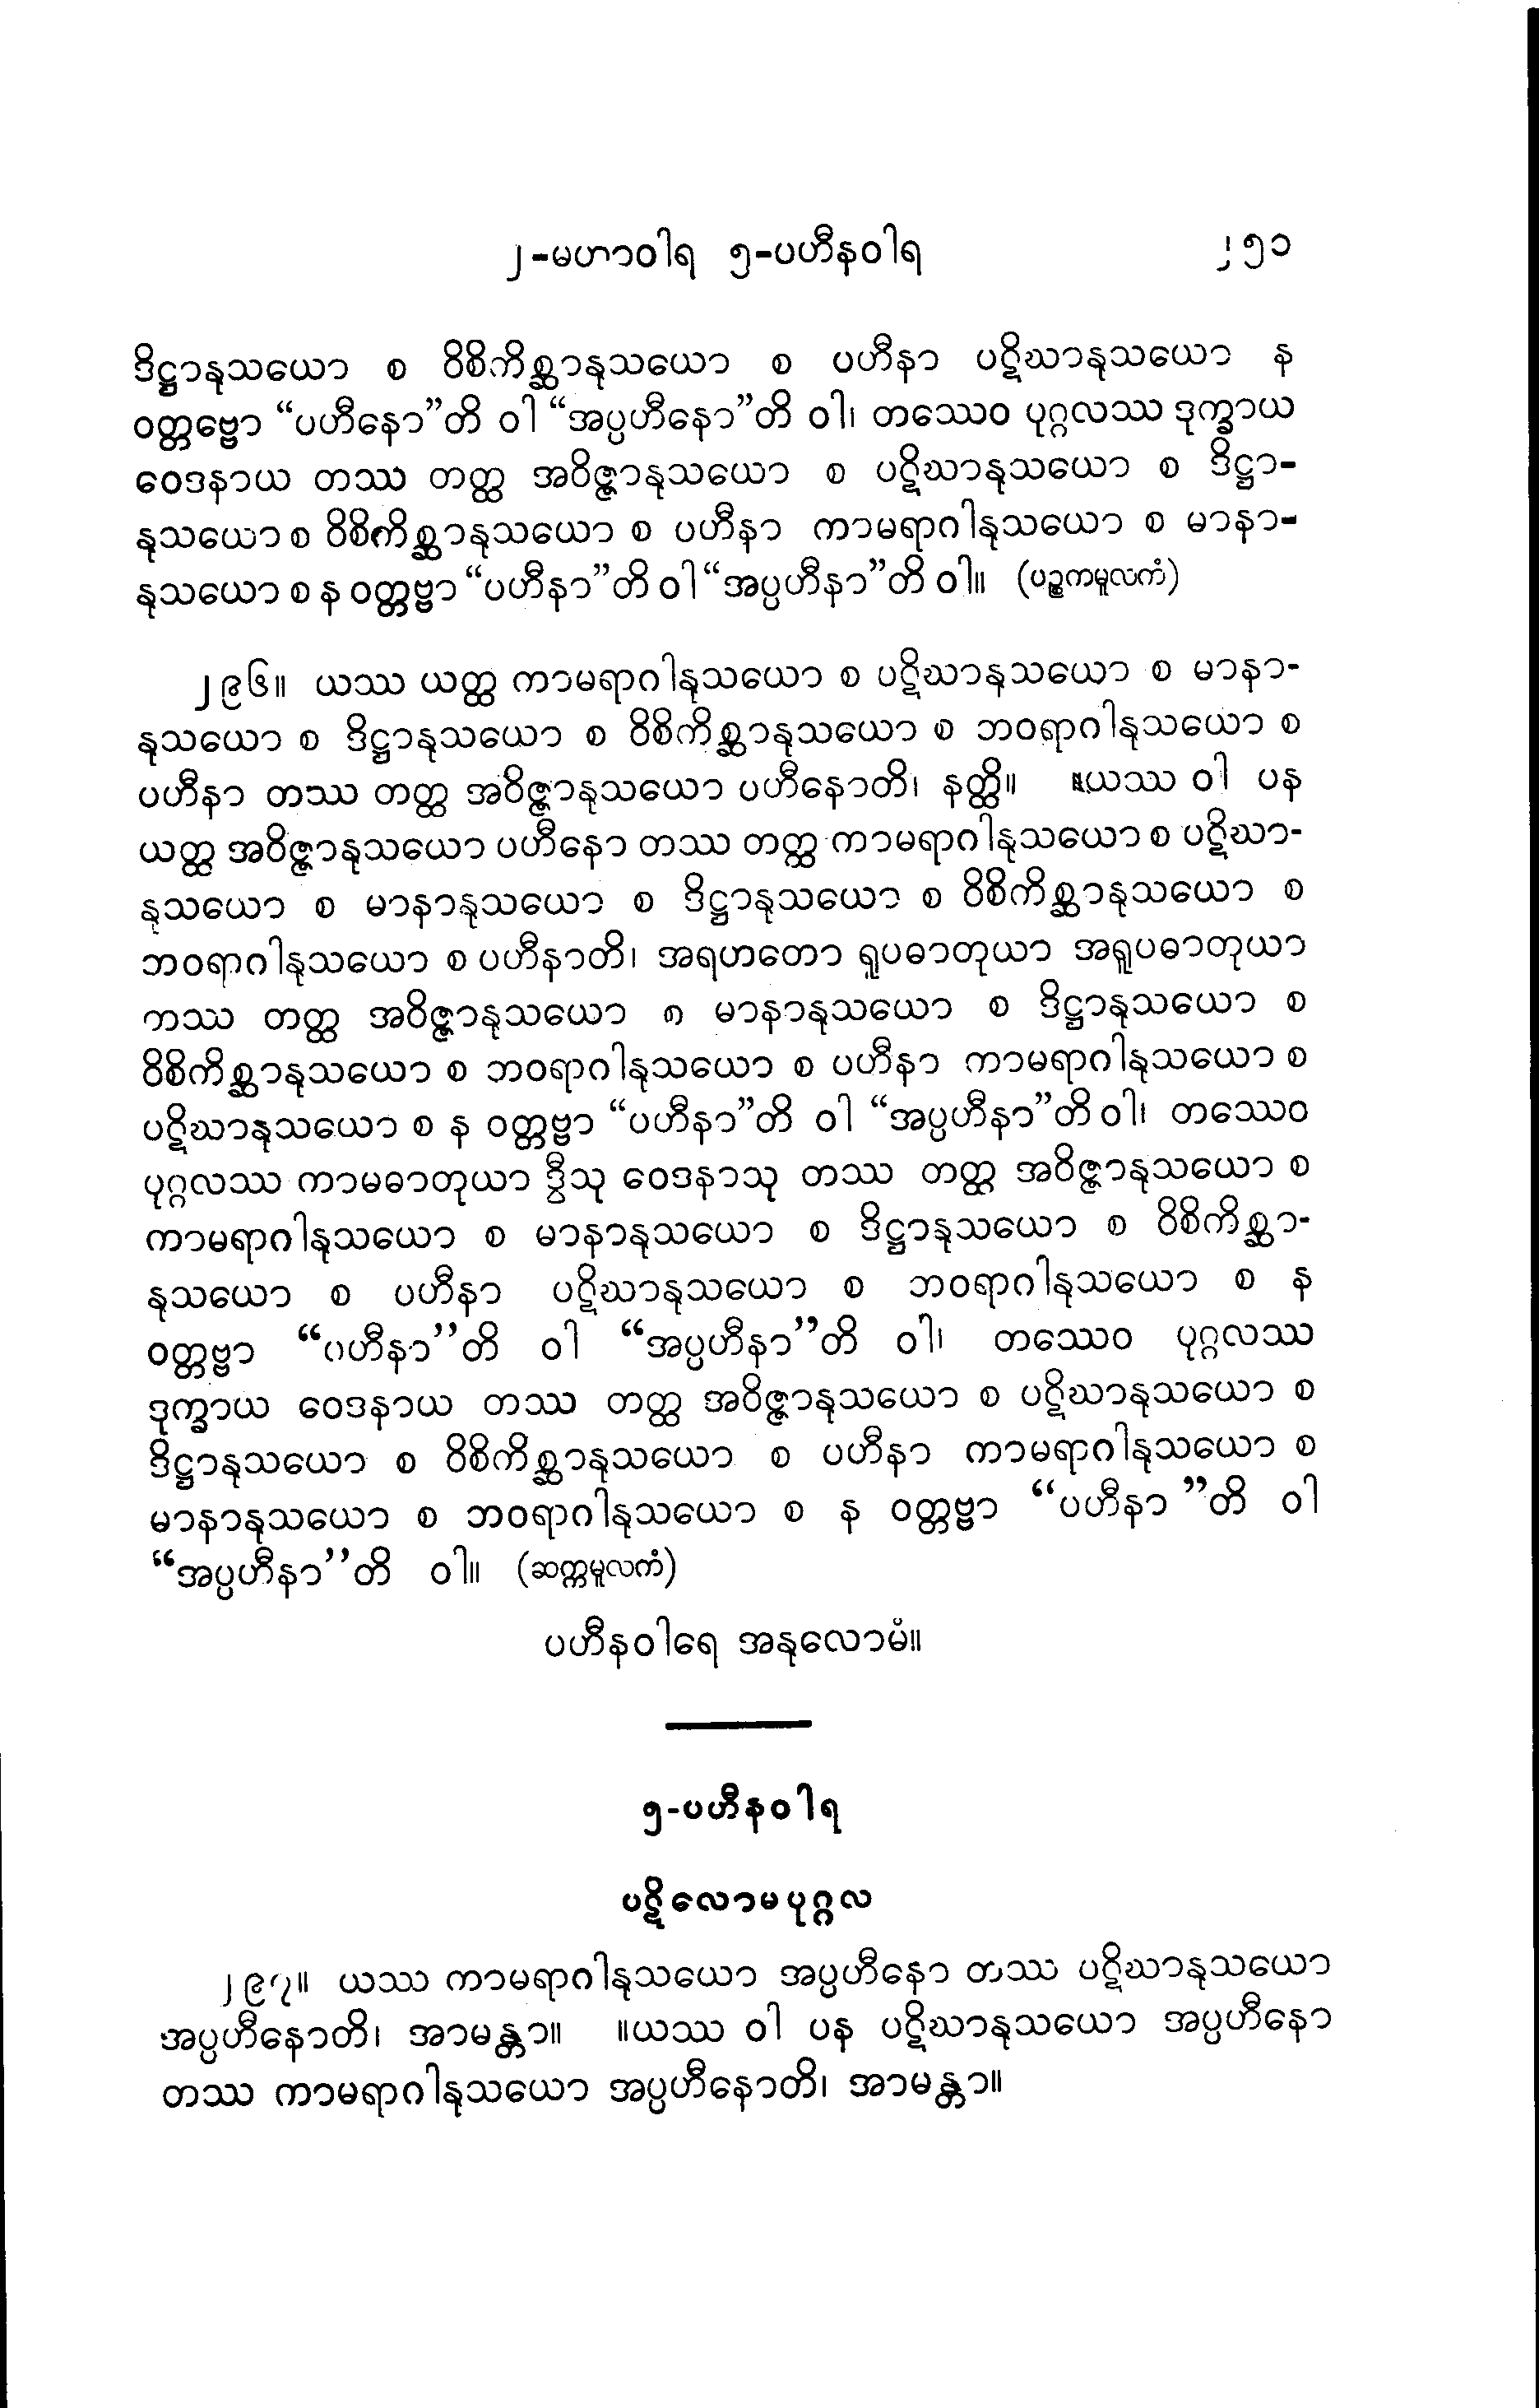 ၂-မဟာဝါရ ၅-ပဟီနဝါရ ၂၅၁
ဒိဋ္ဌာနုသယော စ ဝိစိကိစ္ဆာနုသယော စ ပဟီနာ ပဋိဃာနုသယော န
ဝတ္တဗ္ဗော “ပဟီနော”တိ ဝါ “အပ္ပဟီနော”တိ ဝါ၊ တဿေဝ ပုဂ္ဂလဿ ဒုက္ခာယ
ဝေဒနာယ တဿ တတ္ထ အဝိဇ္ဇာနုသယော စ ပဋိဃာနုသယော စ ဒိဋ္ဌာ-
နုသယော စ ဝိစိကိစ္ဆာနုသယော စ ပဟီနာ ကာမရာဂါနုသယော စ မာနာ-
နုသယော စ န ဝတ္တဗ္ဗာ “ပဟီနာ”တိ ဝါ “အပ္ပဟီနာ”တိ ဝါ။ (ပဉ္စကမူလကံ)
၂၉၆။ ယဿ ယတ္ထ ကာမရာဂါနုသယော စ ပဋိဃာနုသယော စ မာနာ-
နုသယော စ ဒိဋ္ဌာနုသယော စ ဝိစိကိစ္ဆာနုသယော စ ဘဝရာဂါနုသယော စ
ပဟီနာ တဿ တတ္ထ အဝိဇ္ဇာနုသယော ပဟီနောတိ၊ နတ္ထိ။ ။ယဿ ဝါ ပန
ယတ္ထ အဝိဇ္ဇာနုသယော ပဟီနော တဿ တတ္ထ ကာမရာဂါနုသယော စ ပဋိဃာ-
နုသယော စ မာနာနုသယော စ ဒိဋ္ဌာနုသယော စ ဝိစိကိစ္ဆာနုသယော စ
ဘဝရာဂါနုသယော စ ပဟီနာတိ၊ အရဟတော ရူပဓာတုယာ အရူပဓာတုယာ
တဿ တတ္ထ အဝိဇ္ဇာနုသယော စ မာနာနုသယော စ ဒိဋ္ဌာနုသယော စ
ဝိစိကိစ္ဆာနုသယော စ ဘဝရာဂါနုသယော စ ပဟီနာ ကာမရာဂါနုသယော စ
ပဋိဃာနုသယော စ န ဝတ္တဗ္ဗာ “ပဟီနာ”တိ ဝါ “အပ္ပဟီနာ”တိ ဝါ၊ တဿေဝ
ပုဂ္ဂလဿ ကာမဓာတုယာ ဒွီသု ဝေဒနာသု တဿ တတ္ထ အဝိဇ္ဇာနုသယော စ
ကာမရာဂါနုသယော စ မာနာနုသယော စ ဒိဋ္ဌာနုသယော စ ဝိစိကိစ္ဆာ-
နုသယော စ ပဟီနာ ပဋိဃာနုသယော စ ဘဝရာဂါနုသယော စ န
ဝတ္တဗ္ဗာ “ပဟီနာ”တိ ဝါ “အပ္ပဟီနာ”တိ ဝါ၊ တဿေဝ ပုဂ္ဂလဿ
ဒုက္ခာယ ဝေဒနာယ တဿ တတ္ထ အဝိဇ္ဇာနုသယော စ ပဋိဃာနုသယော စ
ဒိဋ္ဌာနုသယော စ ဝိစိကိစ္ဆာနုသယော စ ပဟီနာ ကာမရာဂါနုသယော စ
မာနာနုသယော စ ဘဝရာဂါနုသယော စ န ဝတ္တဗ္ဗာ “ပဟီနာ”တိ ဝါ
“အပ္ပဟီနာ”တိ ဝါ။ (ဆက္ကမူလကံ)
ပဟီနဝါရေ အနုလောမံ။
၅-ပဟီနဝါရ
ပဋိလောမပုဂ္ဂလ
၂၉၇။ ယဿ ကာမရာဂါနုသယော အပ္ပဟီနော တဿ ပဋိဃာနုသယော
အပ္ပဟီနောတိ၊ အာမန္တာ။ ။ယဿ ဝါ ပန ပဋိဃာနုသယော အပ္ပဟီနော
တဿ ကာမရာဂါနုသယော အပ္ပဟီနောတိ၊ အာမန္တာ။